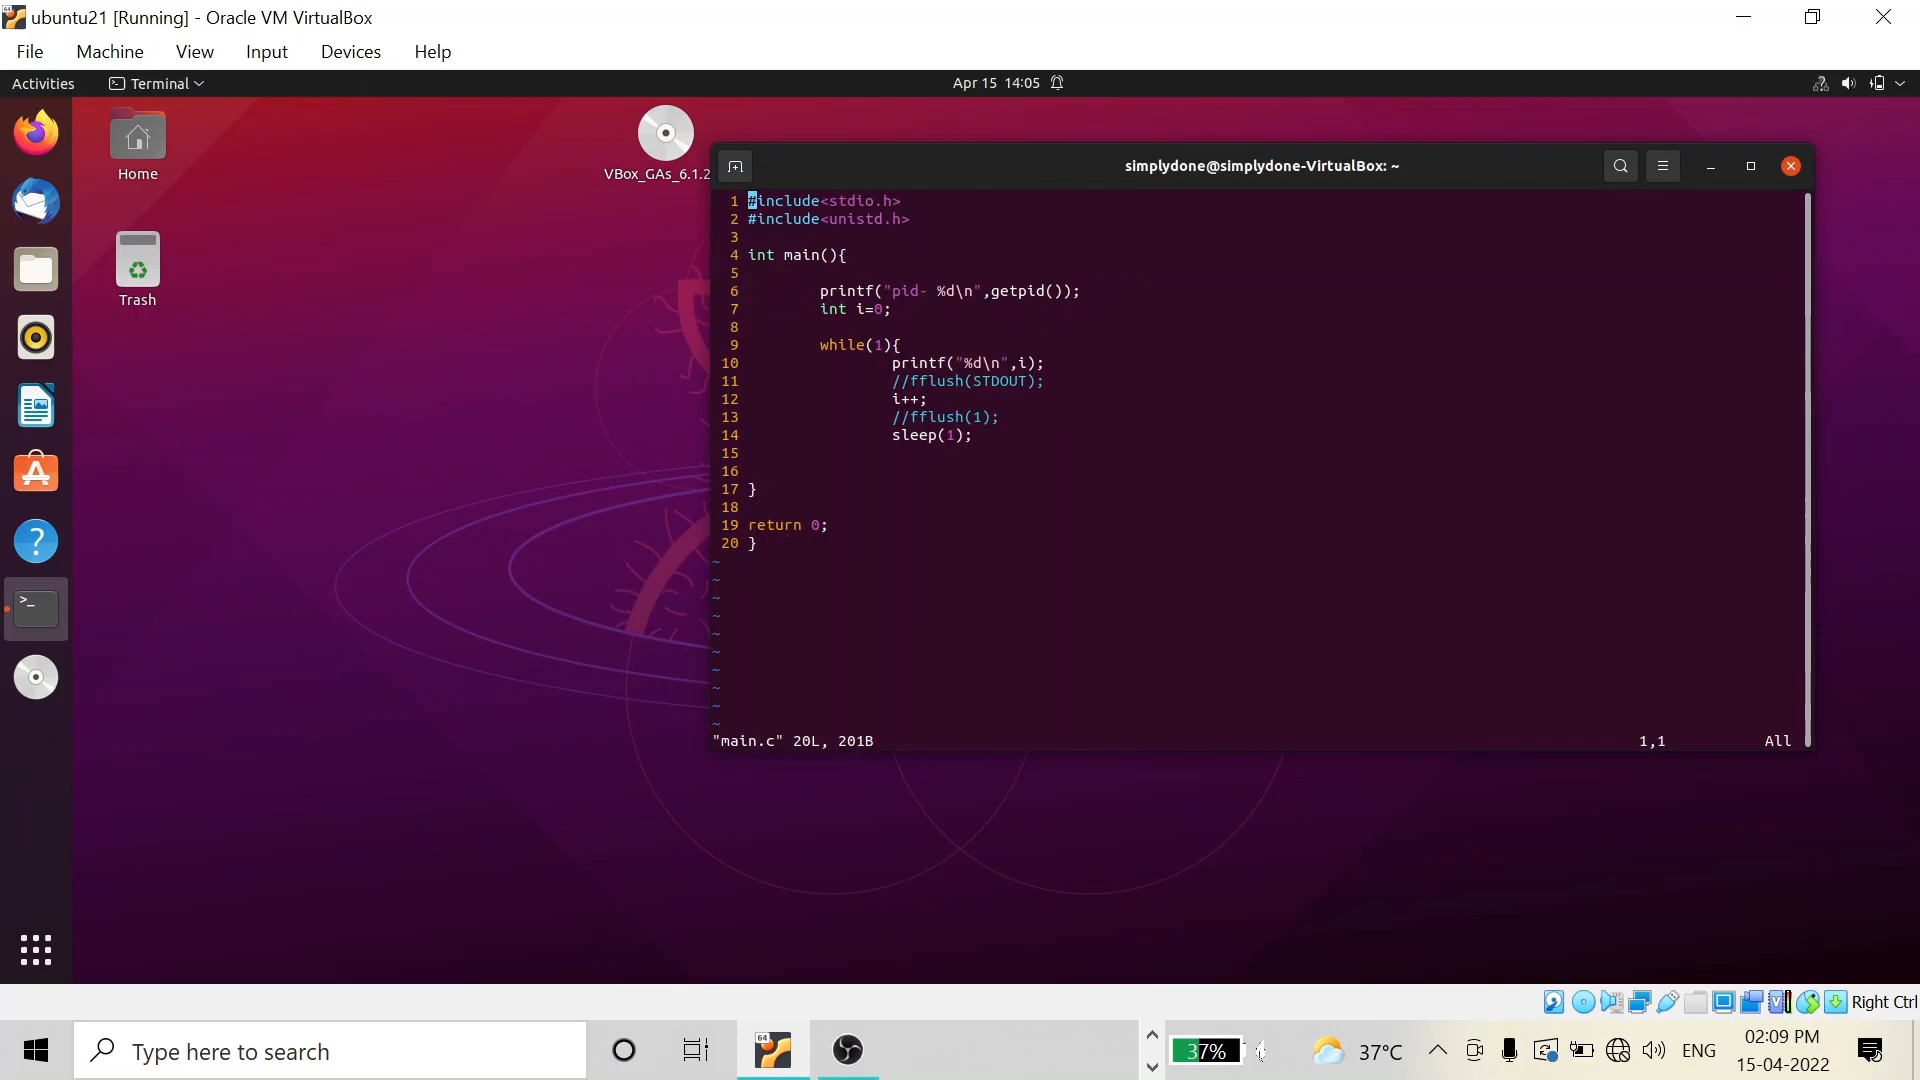 ubuntu21 [Running] - Oracle VM VirtualBox
File Machine View Input Devices Help
Activities Terminal Apr 15 14:05
Home
VBox_GAs_6.1.2
Trash
simplydone@simplydone-VirtualBox: ~
1 #include<stdio.h>
2 #include<unistd.h>
3
4 int main(){
5
6 printf("pid- %d\n",getpid());
7 int i=0;
8
9 while(1){
10 printf("%d\n",i);
11 //fflush(STDOUT);
12 i++;
13 //fflush(1);
14 sleep(1);
15
16
17 }
18
19 return 0;
20 }
~
~
~
~
~
~
~
~
~
~
"main.c" 20L, 201B 1,1 All
Right Ctrl
Type here to search
64
37%
37°C
ENG
02:09 PM
15-04-2022